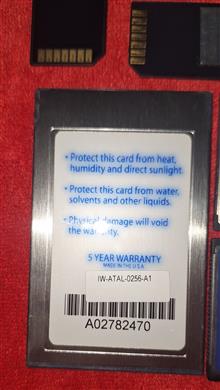 • Protect this card from heat,
humidity and direct sunlight.
• Protect this card from water,
solvents and other liquids.
• Physical damage will void
the warranty.
5 YEAR WARRANTY
MADE IN THE U.S.A.
IW-ATAL-0256-A1
A02782470